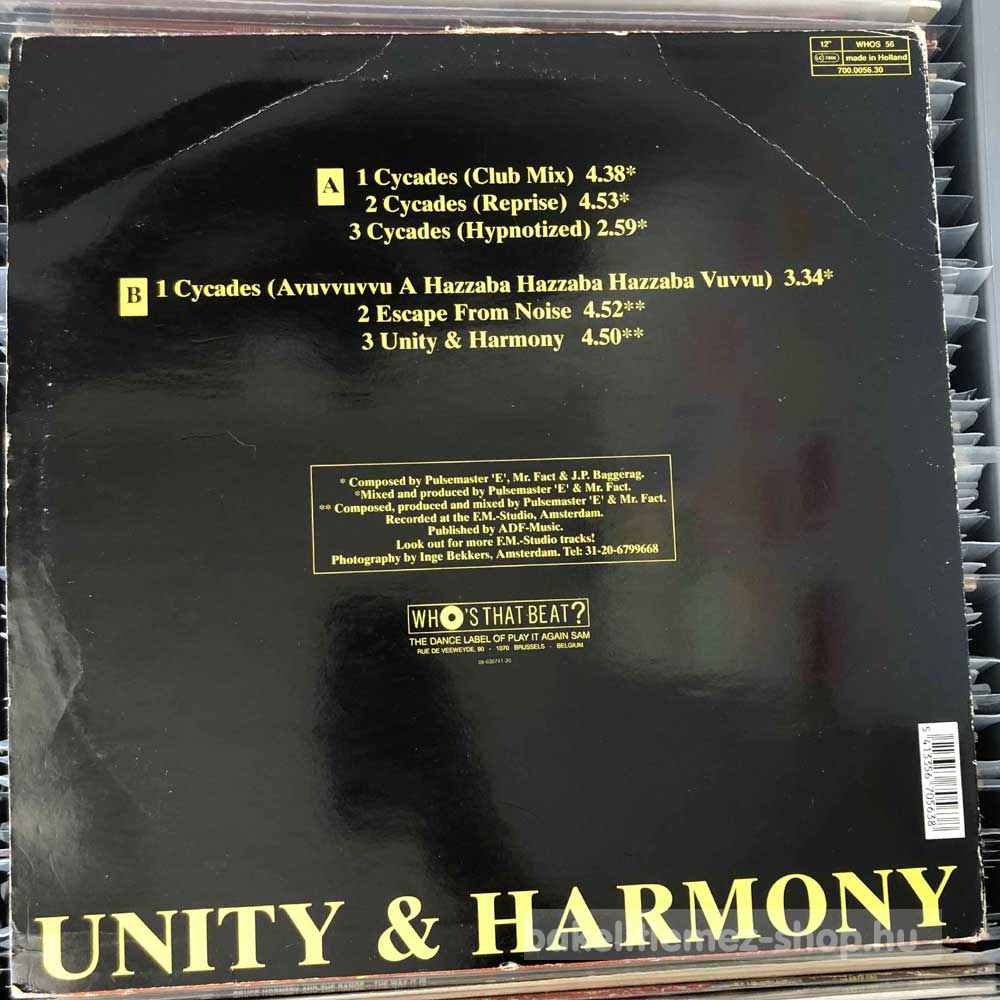 12" WHOS 56
LC 7800 made in Holland
700.0056.30
A 1 Cycades (Club Mix) 4.38*
2 Cycades (Reprise) 4.53*
3 Cycades (Hypnotized) 2.59*
B 1 Cycades (Avuvvuvvu A Hazzaba Hazzaba Hazzaba Vuvvu) 3.34*
2 Escape From Noise 4.52**
3 Unity & Harmony 4.50**
* Composed by Pulsemaster 'E', Mr. Fact & J.P. Baggerag.
*Mixed and produced by Pulsemaster 'E' & Mr. Fact.
** Composed, produced and mixed by Pulsemaster 'E' & Mr. Fact.
Recorded at the F.M.-Studio, Amsterdam.
Published by ADF-Music.
Look out for more F.M.-Studio tracks!
Photography by Inge Bekkers, Amsterdam. Tel: 31-20-6799668
WHO'S THAT BEAT?
THE DANCE LABEL OF PLAY IT AGAIN SAM
RUE DE VEEWEYDE, 90 - 1070 BRUSSELS - BELGIUM
5 413356 705638
UNITY & HARMONY
bakelitlemez-shop.hu